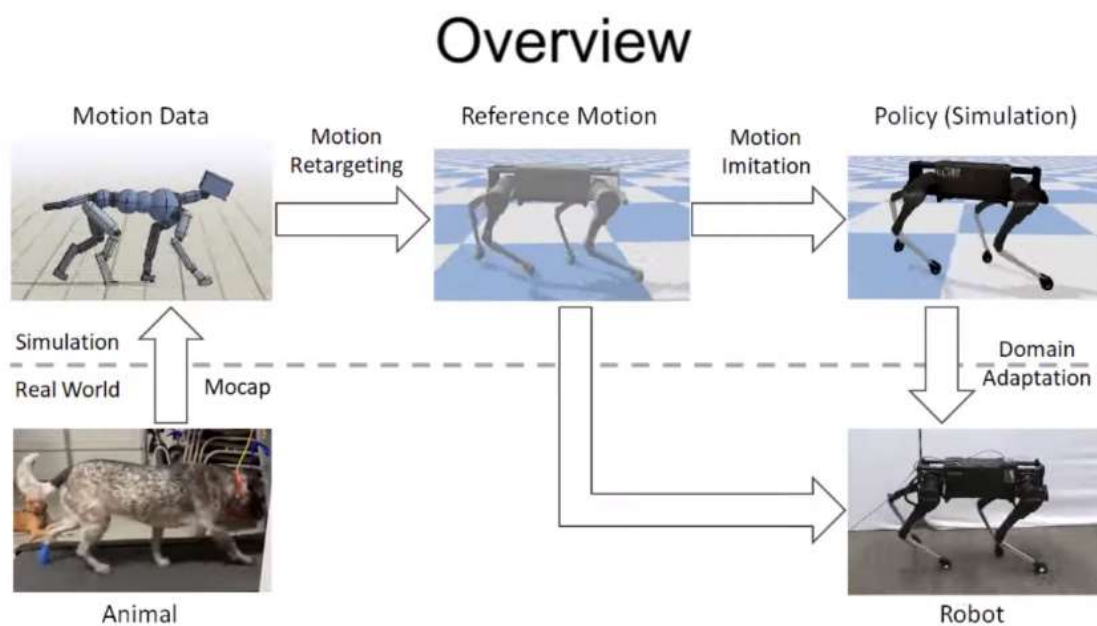 Overview
Motion Data
Motion
Retargeting
Reference Motion
Motion
Imitation
Policy (Simulation)
Simulation
Real World
Mocap
Domain
Adaptation
Animal
Robot